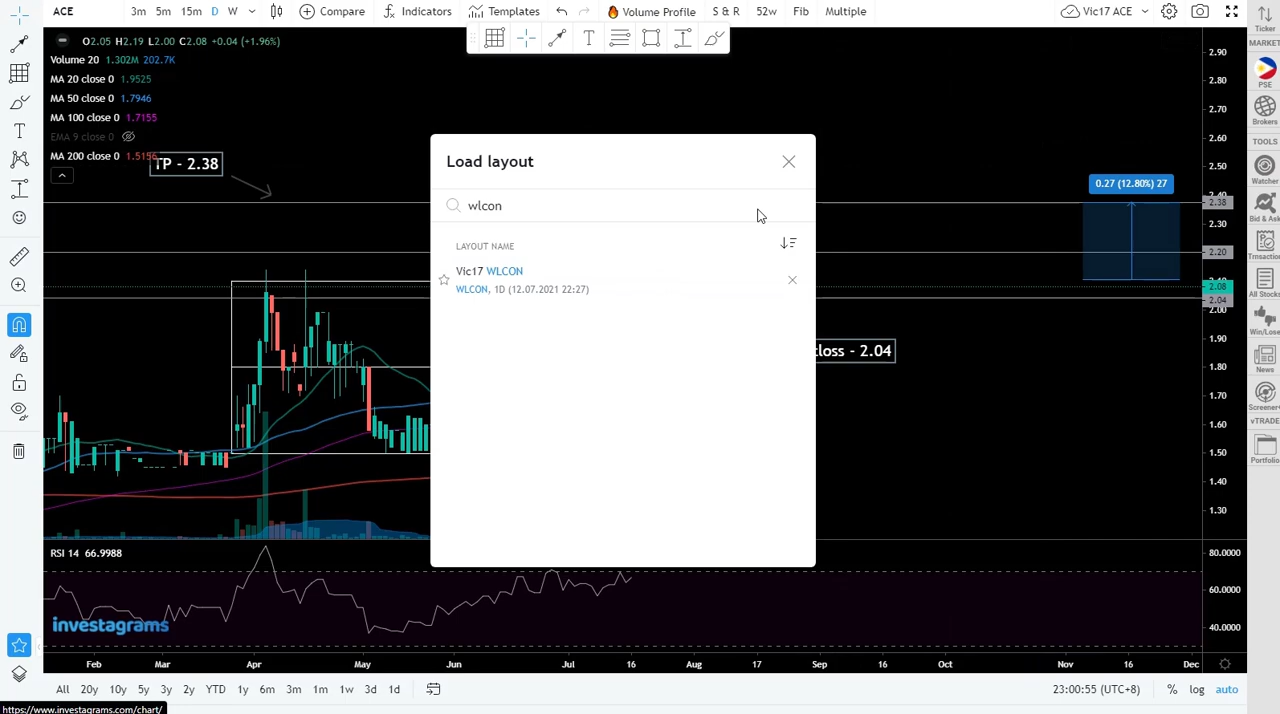 ACE
3m 5m 15m D W Compare Indicators Templates Volume Profile S & R 52w Fib Multiple Vic17 ACE
Ticker
O2.05 H2.19 L2.00 C2.08 +0.04 (+1.96%)
Volume 20 1.302M 202.7K
MA 20 close 0 1.9525
MA 50 close 0 1.7946
MA 100 close 0 1.7155
EMA 9 close 0
MA 200 close 0
TP - 2.38
Load layout
wlcon
LAYOUT NAME
Vic17 WLCON
WLCON, 1D (12.07.2021 22:27)
closs - 2.04
0.27 (12.80%) 27
2.90
2.80
2.70
2.60
2.50
2.38
2.30
2.20
2.08
2.04
2.00
1.90
1.80
1.70
1.60
1.50
1.40
1.30
MARKET
PSE
Brokers
TOOLS
Watcher
Bid & Ask
Trnsaction
All Stocks
Win/Lose
News
Screener
vTRADE
Portfolio
RSI 14 66.9988
80.0000
60.0000
40.0000
investagrams
Feb Mar Apr May Jun Jul 16 Aug 17 Sep 16 Oct Nov 16 Dec
All 20y 10y 5y 3y 2y YTD 1y 6m 3m 1m 1w 3d 1d 23:00:55 (UTC+8) % log auto
https://www.investagrams.com/chart/